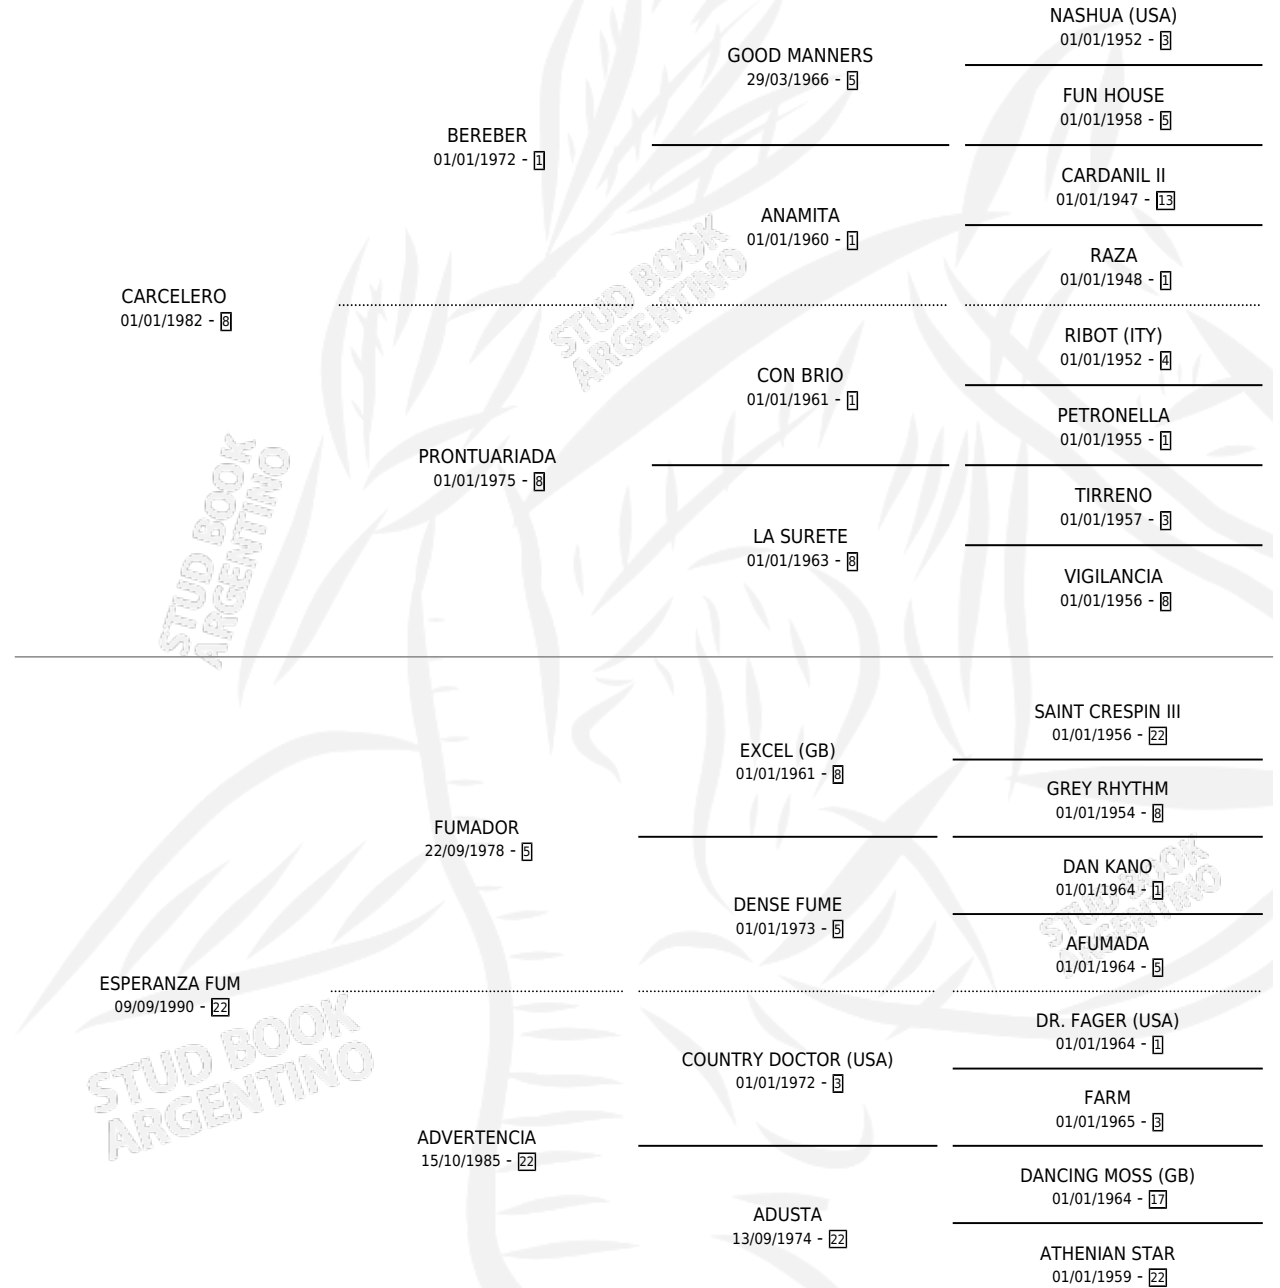 NASHUA (USA)
01/01/1952 - 3
GOOD MANNERS
29/03/1966 - 5
FUN HOUSE
01/01/1958 - 5
BEREBER
01/01/1972 - 1
CARDANIL II
01/01/1947 - 13
ANAMITA
01/01/1960 - 1
RAZA
01/01/1948 - 1
CARCELERO
01/01/1982 - 8
RIBOT (ITY)
01/01/1952 - 4
CON BRIO
01/01/1961 - 1
PETRONELLA
01/01/1955 - 1
PRONTUARIADA
01/01/1975 - 8
TIRRENO
01/01/1957 - 3
LA SURETE
01/01/1963 - 8
VIGILANCIA
01/01/1956 - 8
SAINT CRESPIN III
01/01/1956 - 22
EXCEL (GB)
01/01/1961 - 8
GREY RHYTHM
01/01/1954 - 8
FUMADOR
22/09/1978 - 5
DAN KANO
01/01/1964 - 1
DENSE FUME
01/01/1973 - 5
AFUMADA
01/01/1964 - 5
ESPERANZA FUM
09/09/1990 - 22
DR. FAGER (USA)
01/01/1964 - 1
COUNTRY DOCTOR (USA)
01/01/1972 - 3
FARM
01/01/1965 - 3
ADVERTENCIA
15/10/1985 - 22
DANCING MOSS (GB)
01/01/1964 - 17
ADUSTA
13/09/1974 - 22
ATHENIAN STAR
01/01/1959 - 22
STUD BOOK
ARGENTINO
STUD BOOK
ARGENTINO
STUD BOOK
ARGENTINO
STUD BOOK
ARGENTINO